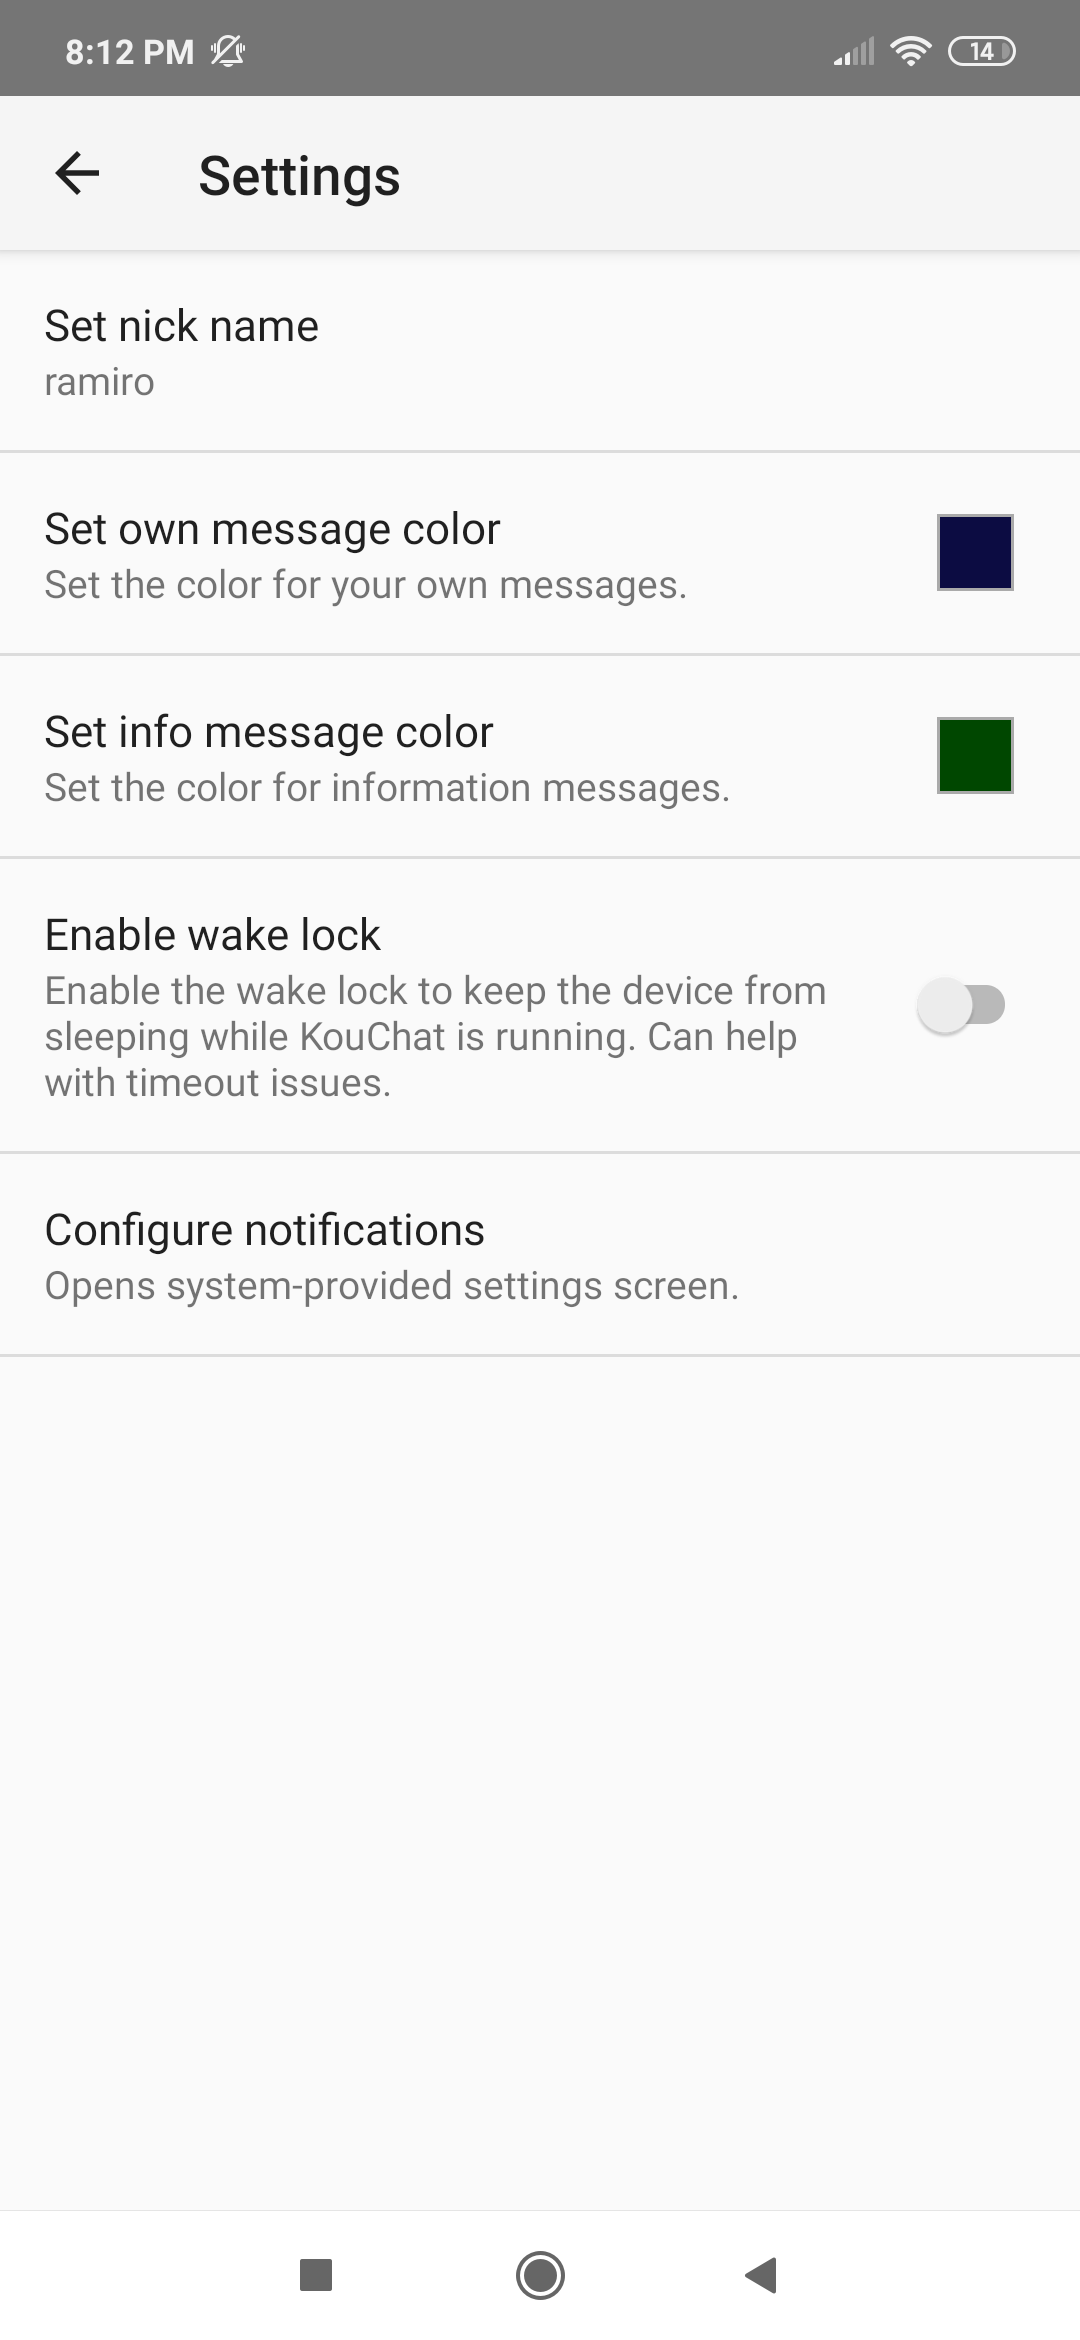 8:12 PM
14
Settings
Set nick name
ramiro
Set own message color
Set the color for your own messages.
Set info message color
Set the color for information messages.
Enable wake lock
Enable the wake lock to keep the device from
sleeping while KouChat is running. Can help
with timeout issues.
Configure notifications
Opens system-provided settings screen.